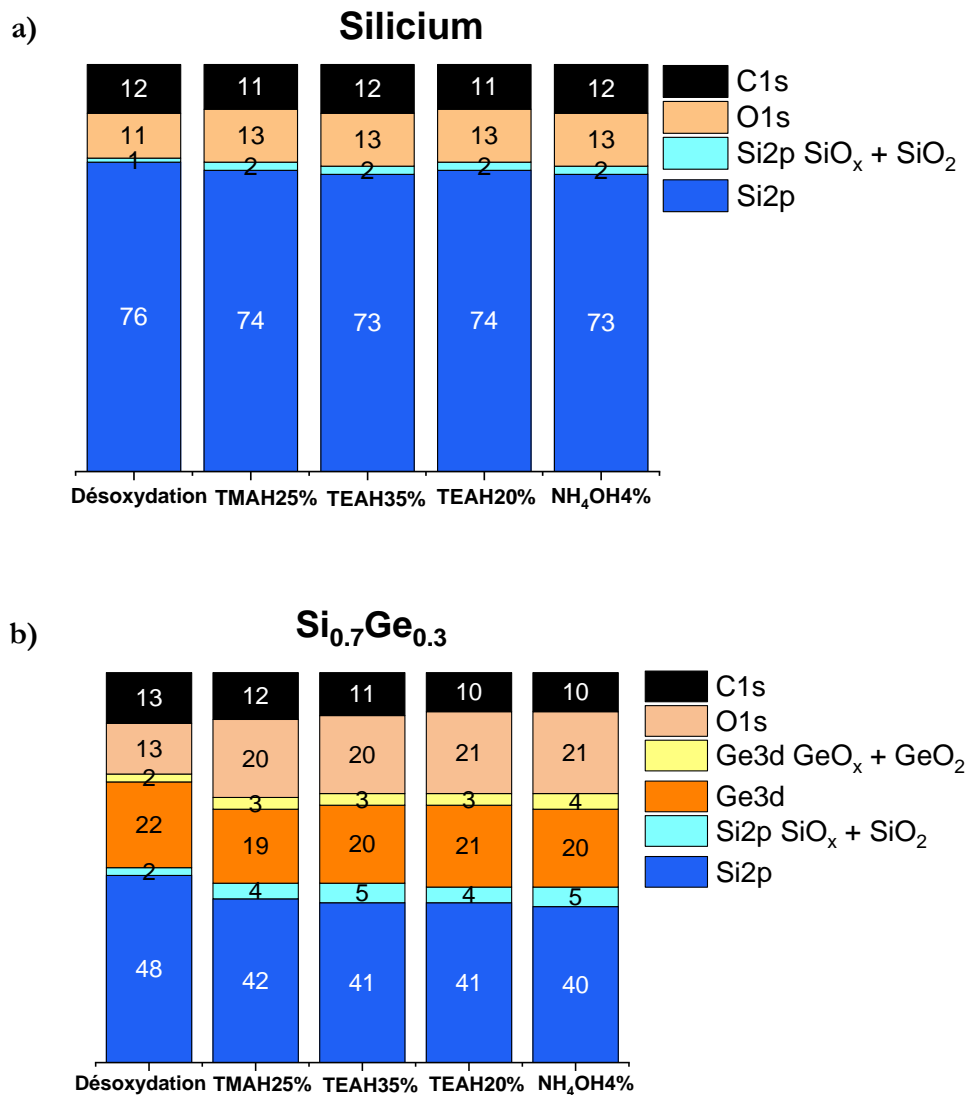 a)
Silicium
12 11 12 11 12
11 13 13 13 13
1 2 2 2 2
76 74 73 74 73
Désoxydation TMAH25% TEAH35% TEAH20% NH₄OH4%
C1s
O1s
Si2p SiOₓ + SiO₂
Si2p
b)
Si₀.₇Ge₀.₃
13 12 11 10 10
13 20 20 21 21
2 3 3 3 4
22 19 20 21 20
2 4 5 4 5
48 42 41 41 40
Désoxydation TMAH25% TEAH35% TEAH20% NH₄OH4%
C1s
O1s
Ge3d GeOₓ + GeO₂
Ge3d
Si2p SiOₓ + SiO₂
Si2p